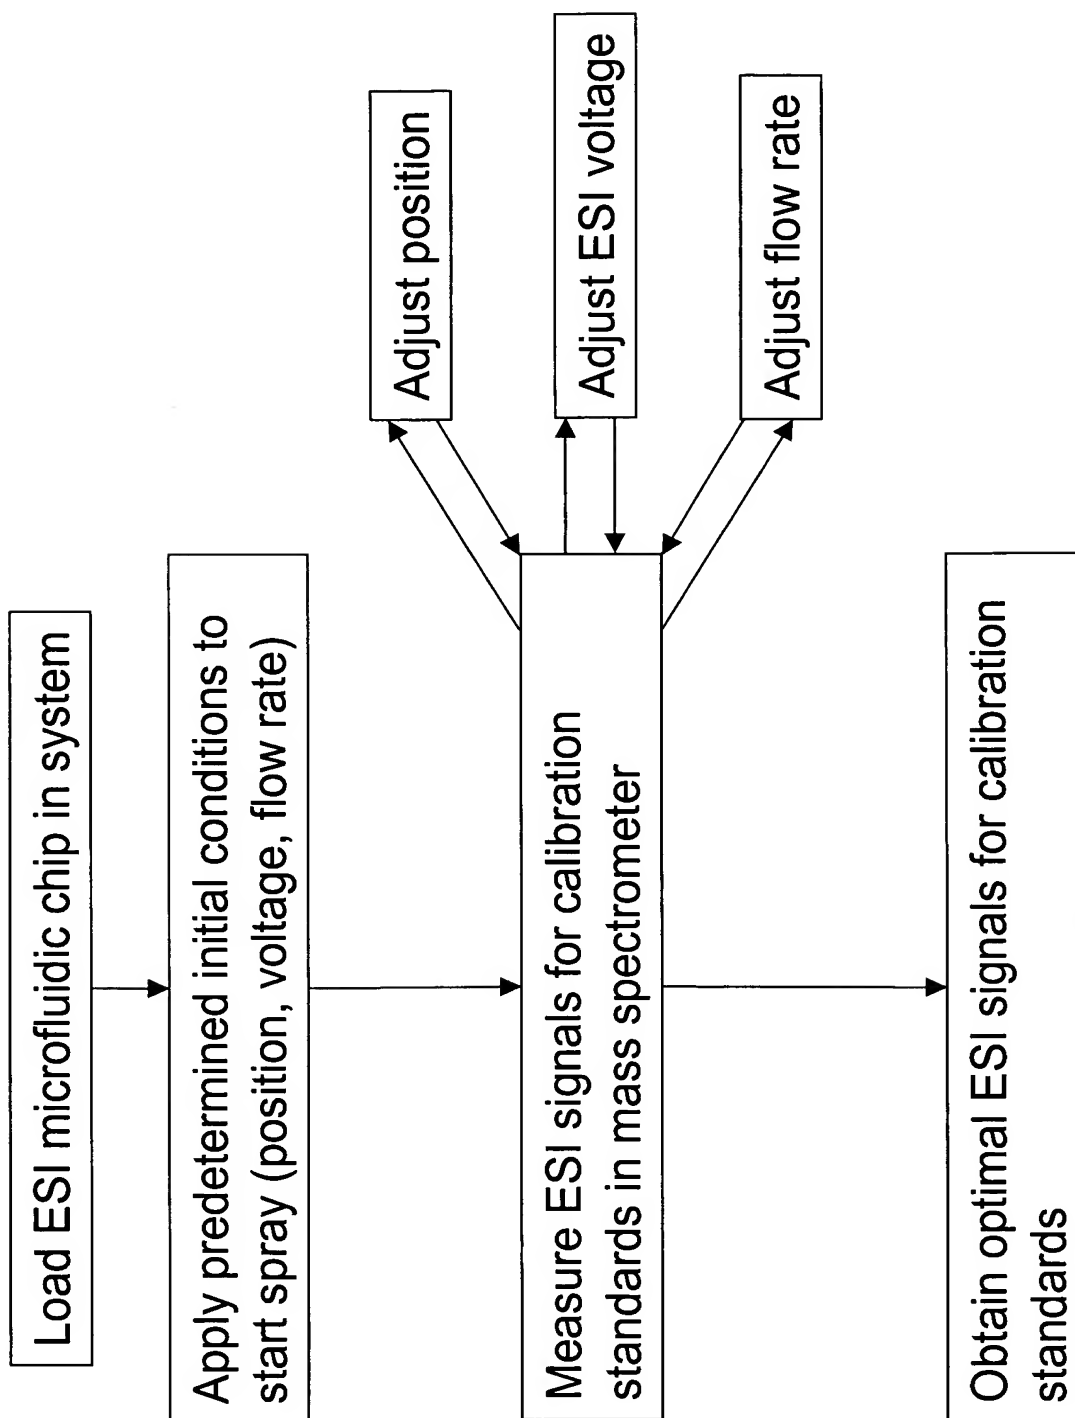 Load ESI microfluidic chip in system
Apply predetermined initial conditions to
start spray (position, voltage, flow rate)
Measure ESI signals for calibration
standards in mass spectrometer
Adjust position
Adjust ESI voltage
Adjust flow rate
Obtain optimal ESI signals for calibration
standards